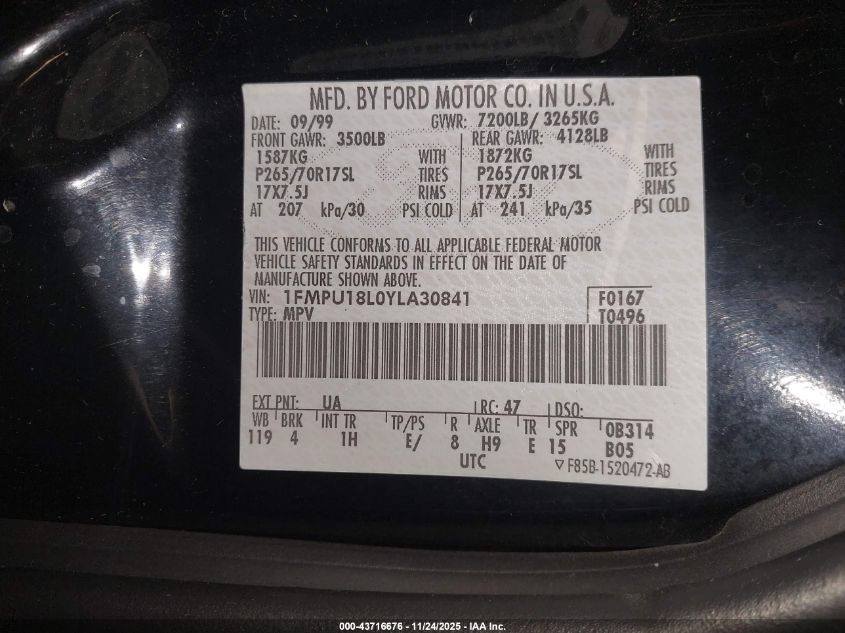 MFD. BY FORD MOTOR CO. IN U.S.A.
DATE: 09/99 GVWR: 7200LB/ 3265KG
FRONT GAWR: 3500LB REAR GAWR: 4128LB
1587KG WITH 1872KG WITH
P265/70R17SL TIRES P265/70R17SL TIRES
17X7.5J RIMS 17X7.5J RIMS
AT 207 kPa/30 PSI COLD AT 241 kPa/35 PSI COLD
THIS VEHICLE CONFORMS TO ALL APPLICABLE FEDERAL MOTOR
VEHICLE SAFETY STANDARDS IN EFFECT ON THE DATE OF
MANUFACTURE SHOWN ABOVE.
VIN: 1FMPU18L0YLA30841 F0167
TYPE: MPV T0496
EXT PNT: UA RC: 47 DSO:
WB BRK INT TR TP/PS R AXLE TR SPR 0B314
119 4 1H E/ 8 H9 E 15 B05
UTC ▽F85B-1520472-AB
000-43716676 - 11/24/2025 - IAA Inc.